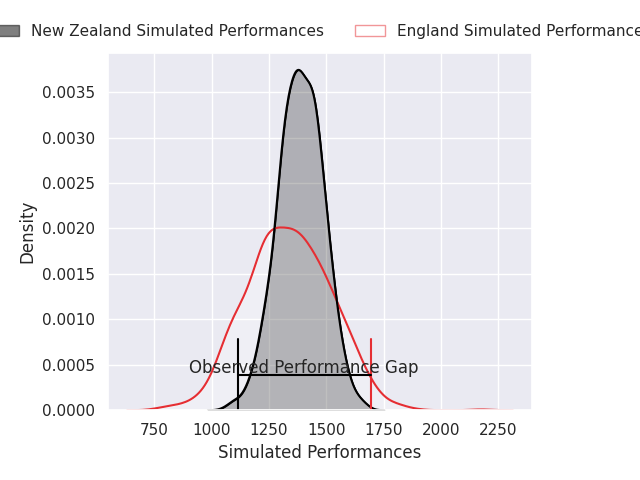 New Zealand Simulated Performances
England Simulated Performance
0.0035
0.0030
0.0025
0.0020
0.0015
0.0010
0.0005
0.0000
Density
Observed Performance Gap
750 1000 1250 1500 1750 2000 2250
Simulated Performances